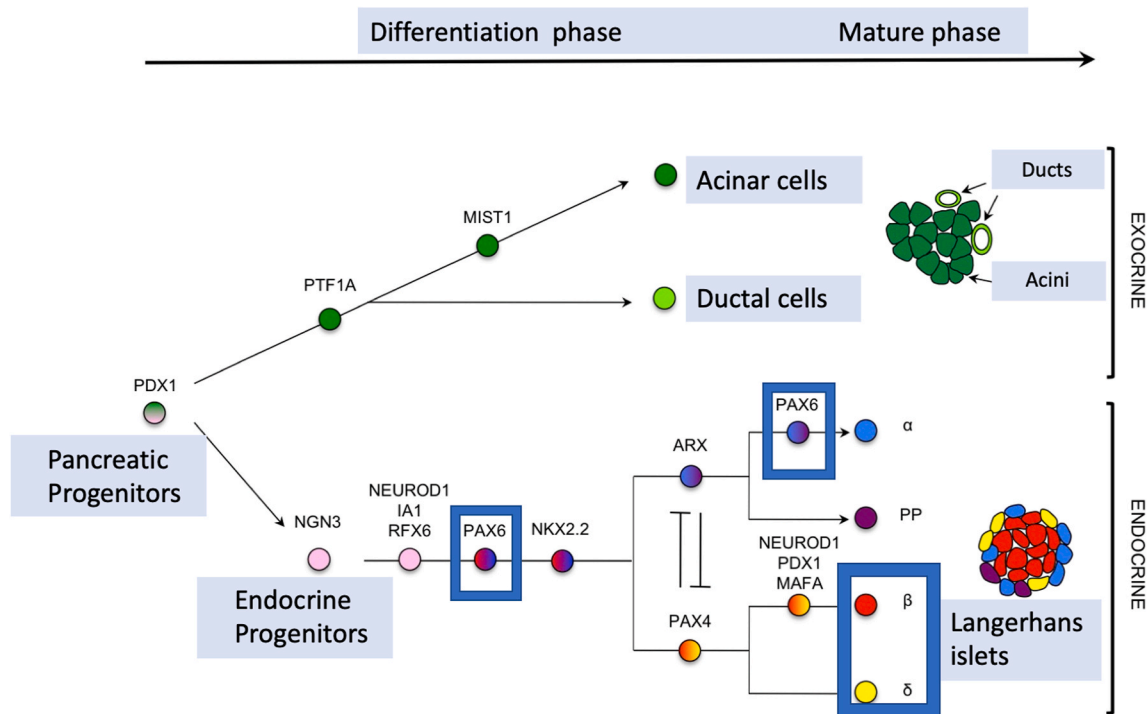 Differentiation phase
Mature phase
Acinar cells
Ducts
MIST1
PTF1A
Acini
Ductal cells
EXOCRINE
PDX1
Pancreatic
Progenitors
PAX6
α
ARX
NEUROD1
IA1
RFX6
NGN3
PAX6
NKX2.2
PP
NEUROD1
PDX1
MAFA
Endocrine
Progenitors
PAX4
β
Langerhans
islets
δ
ENDOCRINE